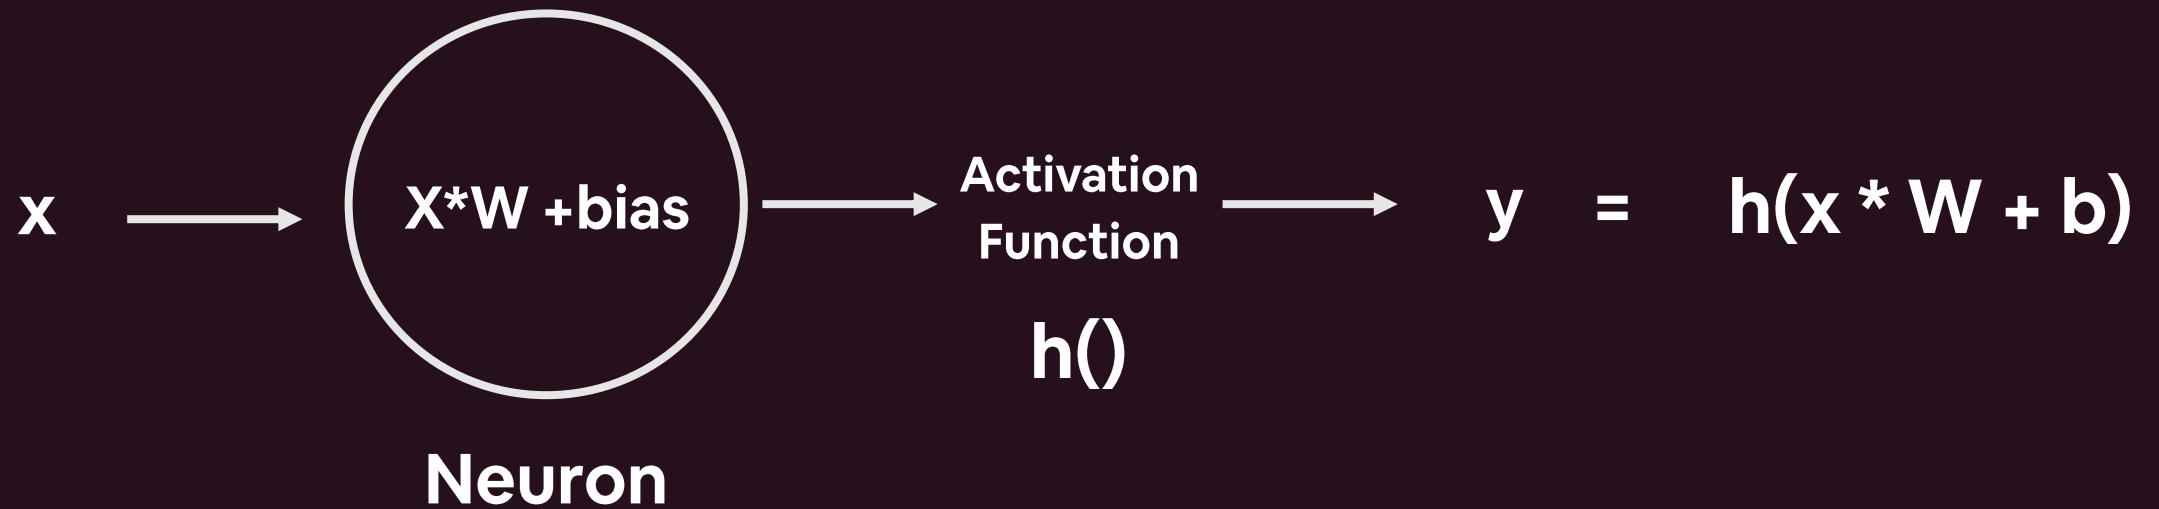 x
X*W +bias
Neuron
Activation
Function
h()
y = h(x * W + b)